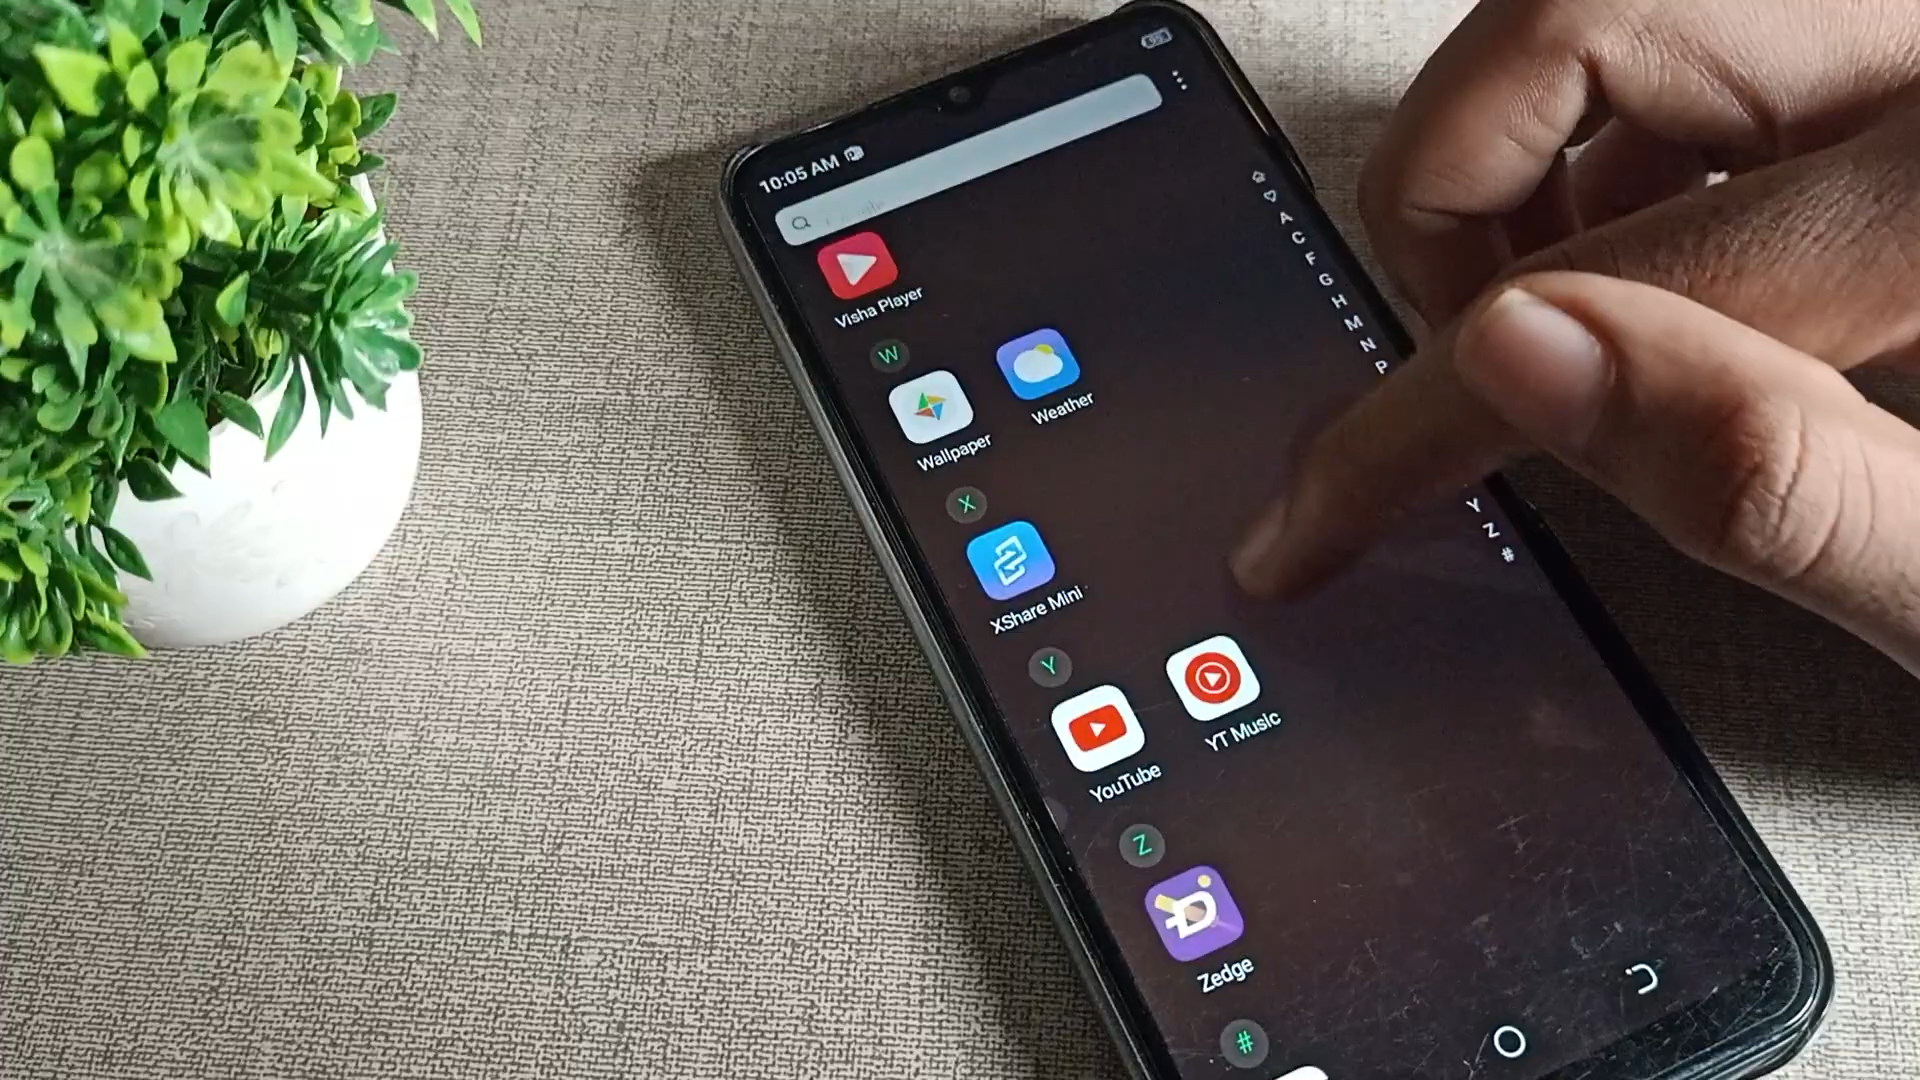 10:05 AM
Visha Player
W
Wallpaper
Weather
X
XShare Mini
Y
YouTube
YT Music
Z
Zedge
#
A
C
F
G
H
M
N
P
Y
Z
#